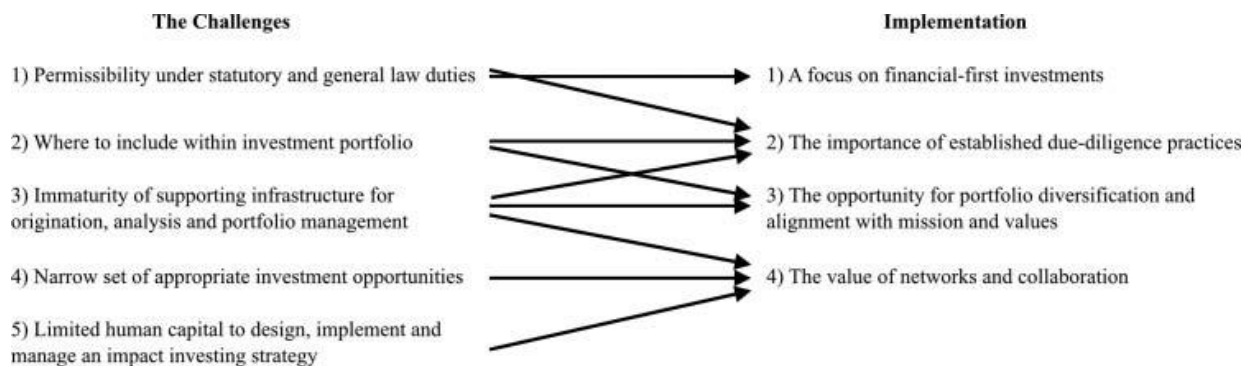 The Challenges
Implementation
1) Permissibility under statutory and general law duties
1) A focus on financial-first investments
2) Where to include within investment portfolio
2) The importance of established due-diligence practices
3) Immaturity of supporting infrastructure for
origination, analysis and portfolio management
3) The opportunity for portfolio diversification and
alignment with mission and values
4) Narrow set of appropriate investment opportunities
4) The value of networks and collaboration
5) Limited human capital to design, implement and
manage an impact investing strategy